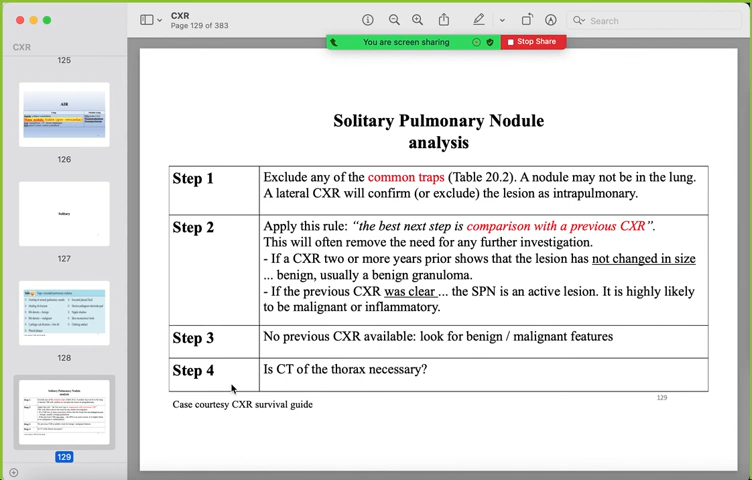 CXR
Page 129 of 383
Search
You are screen sharing
Stop Share
CXR
125
126
Solitary
127
128
129
Solitary Pulmonary Nodule
analysis
Step 1
Exclude any of the common traps (Table 20.2). A nodule may not be in the lung.
A lateral CXR will confirm (or exclude) the lesion as intrapulmonary.
Step 2
Apply this rule: “the best next step is comparison with a previous CXR”.
This will often remove the need for any further investigation.
- If a CXR two or more years prior shows that the lesion has not changed in size
... benign, usually a benign granuloma.
- If the previous CXR was clear ... the SPN is an active lesion. It is highly likely
to be malignant or inflammatory.
Step 3
No previous CXR available: look for benign / malignant features
Step 4
Is CT of the thorax necessary?
Case courtesy CXR survival guide
129